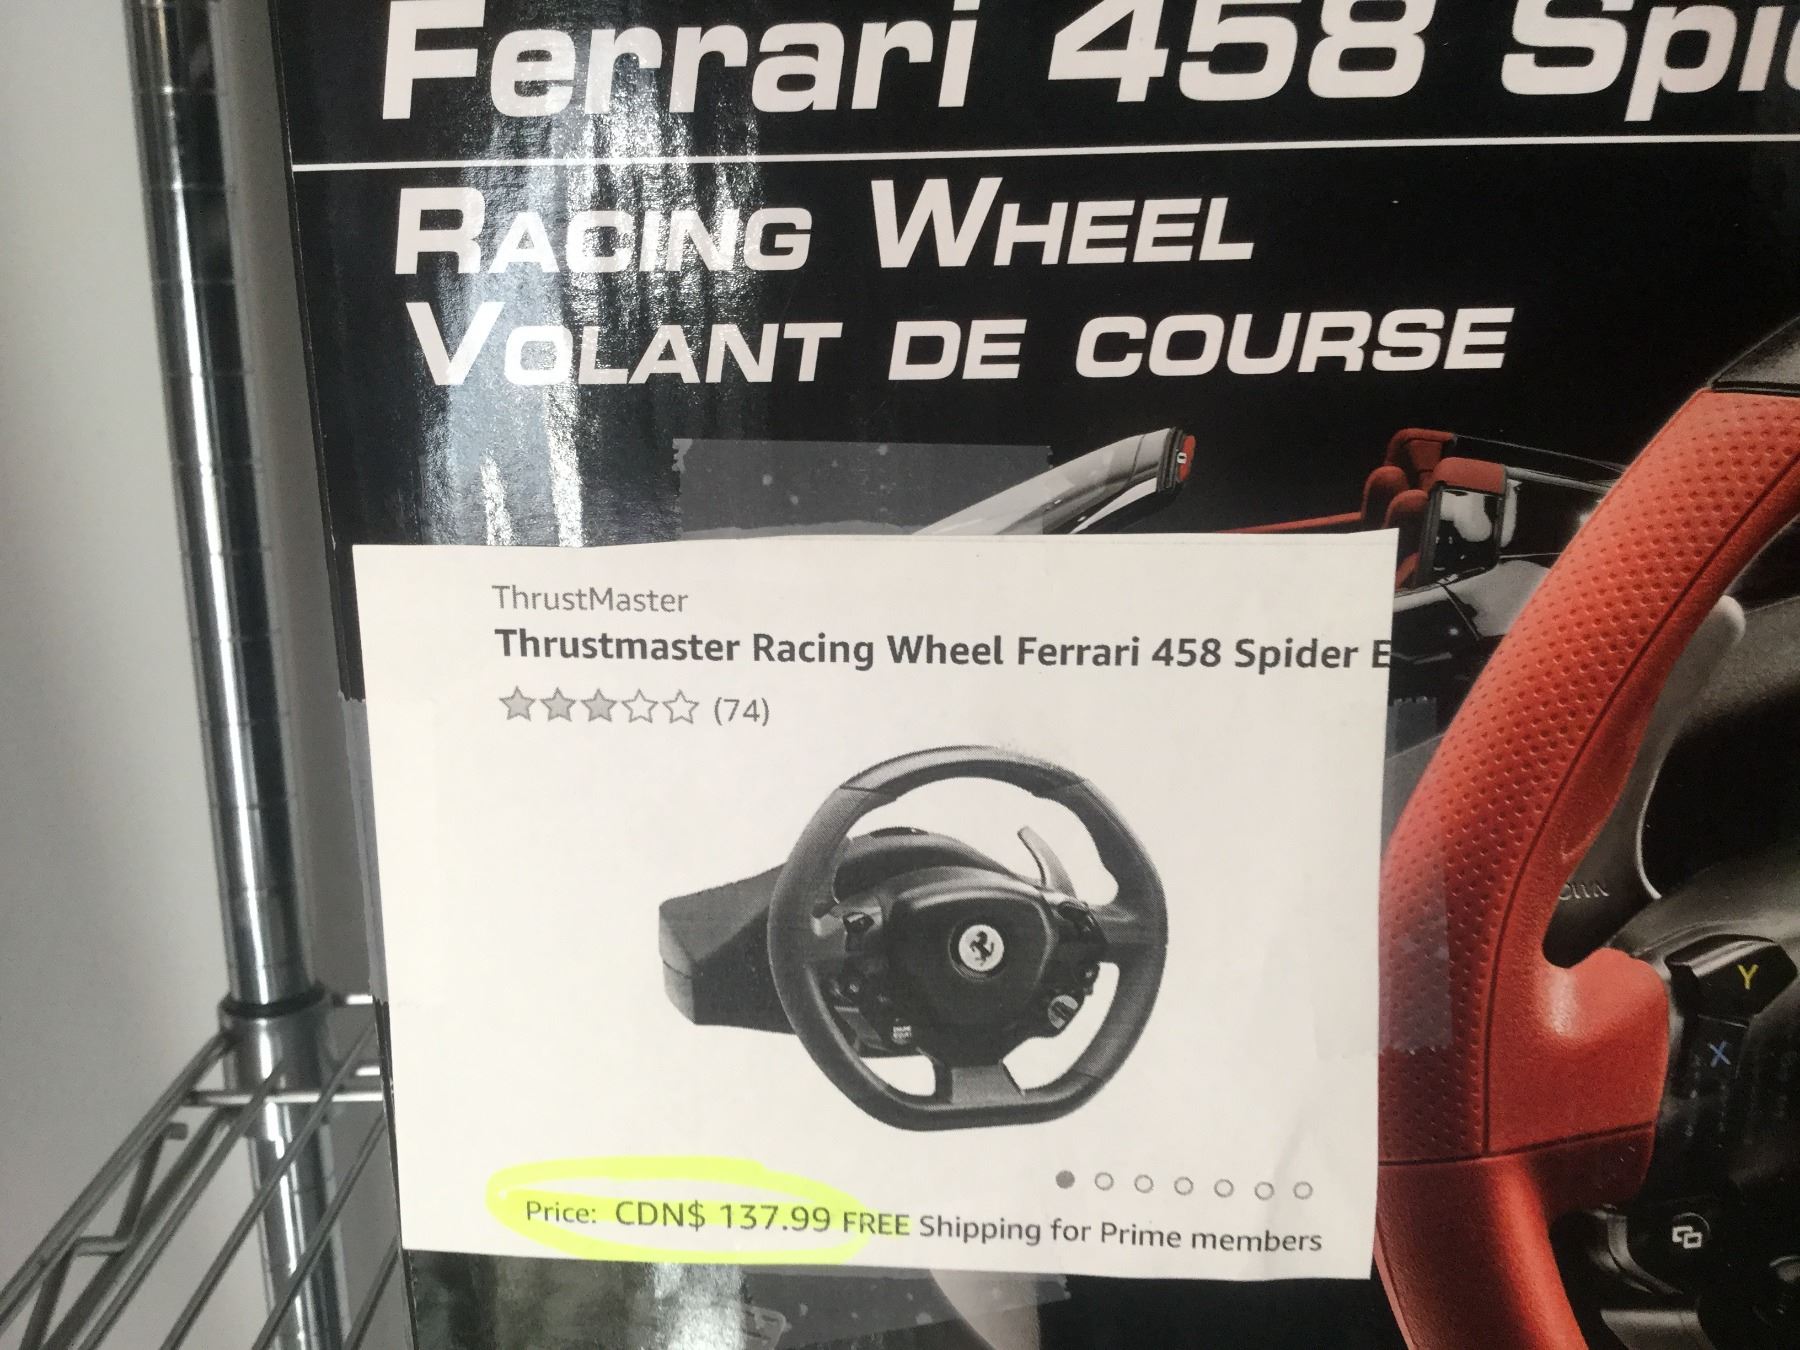 Ferrari 458 Spi
RACING WHEEL
VOLANT DE COURSE
ThrustMaster
Thrustmaster Racing Wheel Ferrari 458 Spider E
(74)
Y
X
Price: CDN$ 137.99 FREE Shipping for Prime members